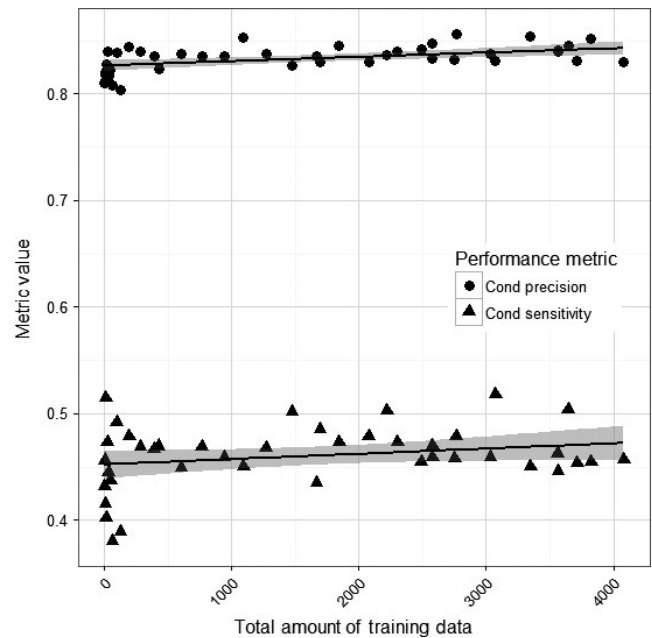 Metric value
0.8
0.7
0.6
0.5
0.4
Performance metric
Cond precision
Cond sensitivity
0
1000
2000
3000
4000
Total amount of training data